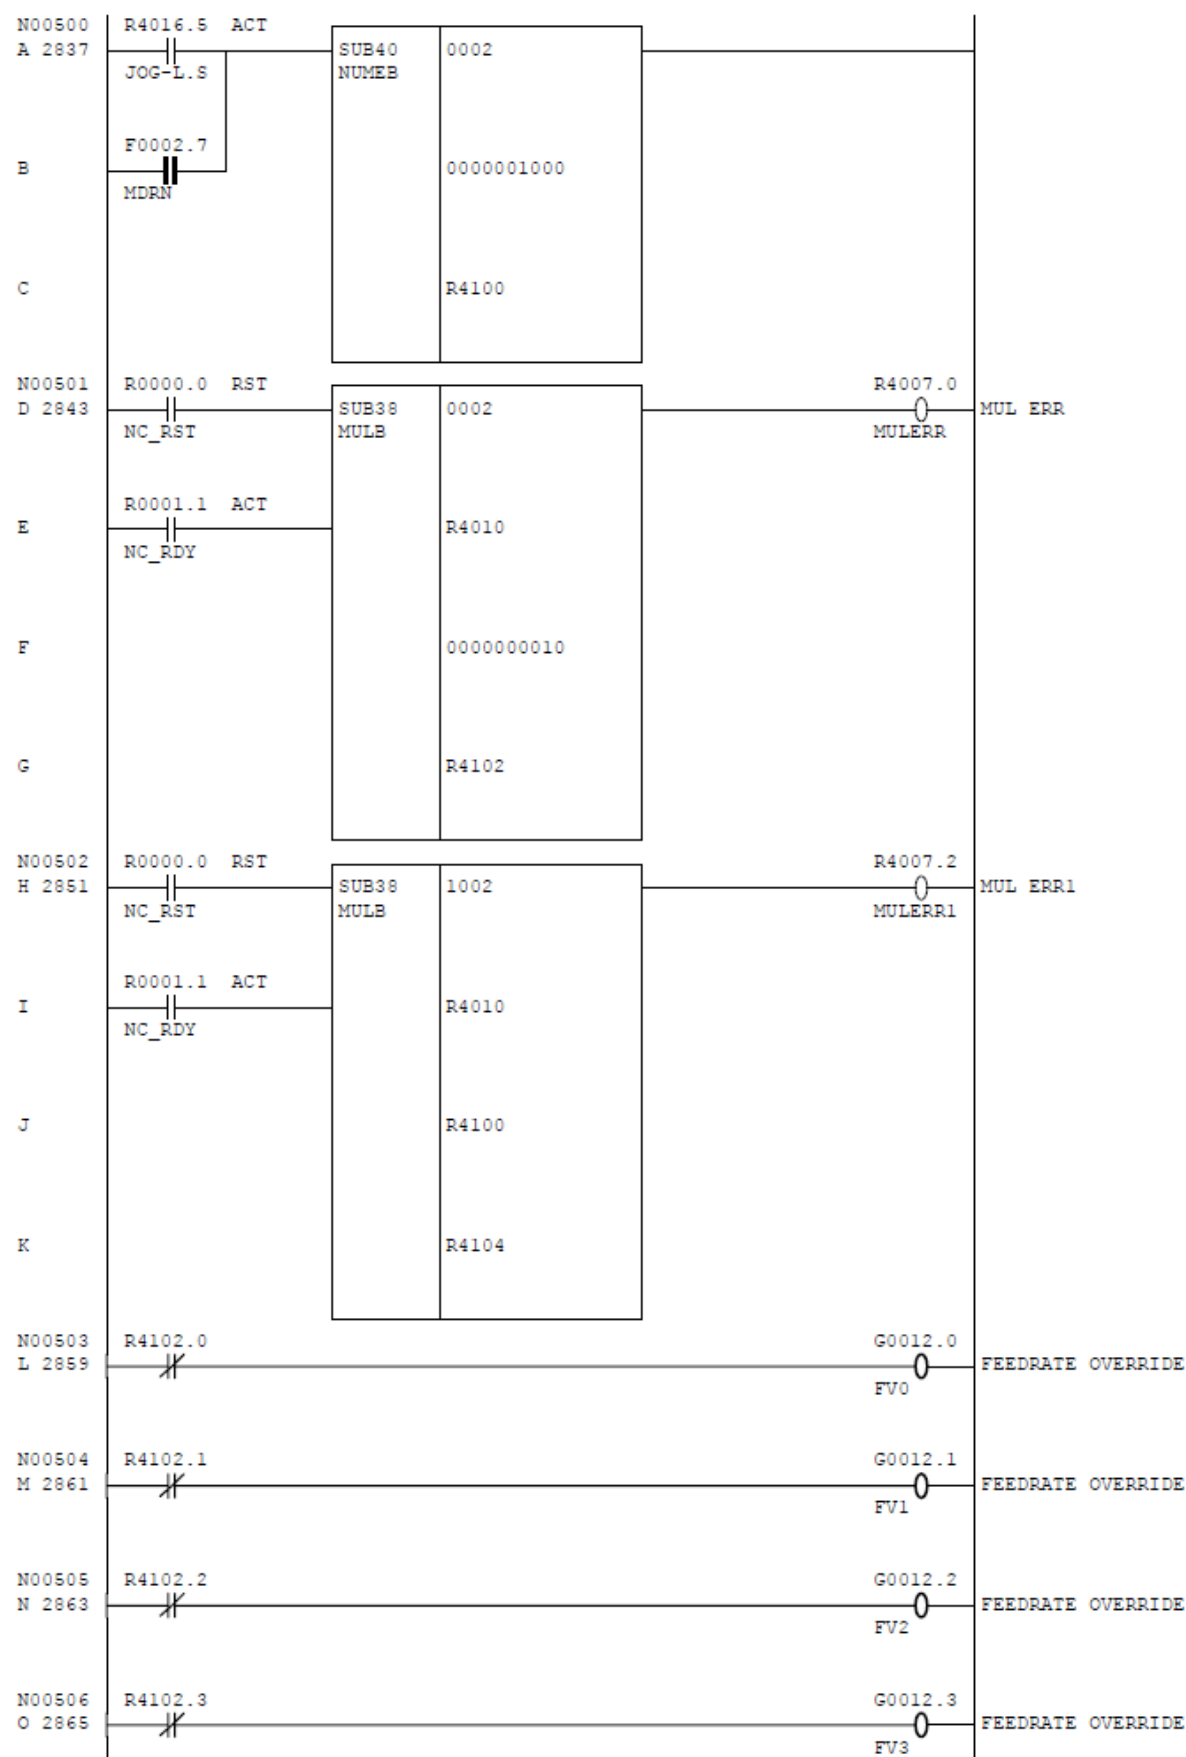 N00500 R4016.5 ACT
A 2837 SUB40 0002
JOG-L.S NUMEB
F0002.7
B 0000001000
MDRN
C R4100
N00501 R0000.0 RST R4007.0
D 2843 SUB38 0002 MUL ERR
NC_RST MULB MULERR
R0001.1 ACT
E R4010
NC_RDY
F 0000000010
G R4102
N00502 R0000.0 RST R4007.2
H 2851 SUB38 1002 MUL ERR1
NC_RST MULB MULERR1
R0001.1 ACT
I R4010
NC_RDY
J R4100
K R4104
N00503 R4102.0 G0012.0
L 2859 FEEDRATE OVERRIDE
FV0
N00504 R4102.1 G0012.1
M 2861 FEEDRATE OVERRIDE
FV1
N00505 R4102.2 G0012.2
N 2863 FEEDRATE OVERRIDE
FV2
N00506 R4102.3 G0012.3
O 2865 FEEDRATE OVERRIDE
FV3